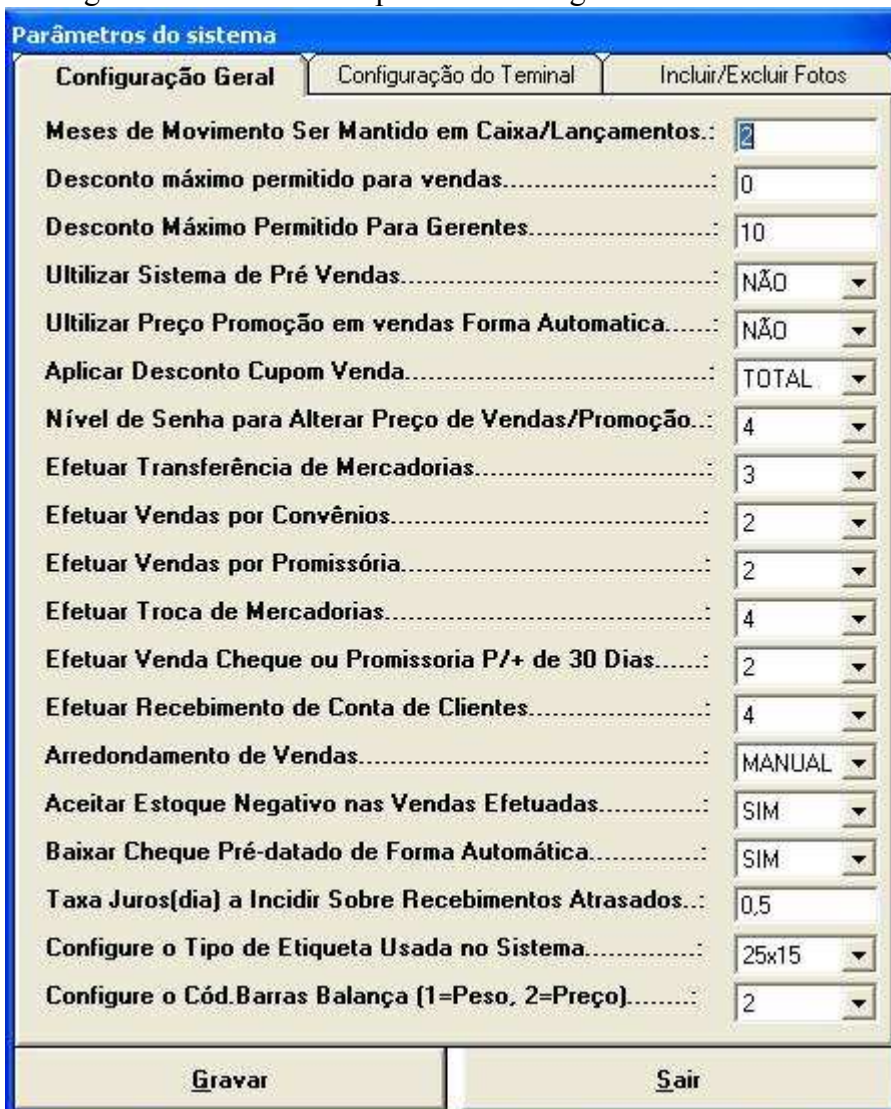 Parâmetros do sistema
Configuração Geral Configuração do Teminal Incluir/Excluir Fotos
Meses de Movimento Ser Mantido em Caixa/Lançamentos.: 2
Desconto máximo permitido para vendas..........................: 0
Desconto Máximo Permitido Para Gerentes.......................: 10
Ultilizar Sistema de Pré Vendas.......................................: NÃO
Ultilizar Preço Promoção em vendas Forma Automatica......: NÃO
Aplicar Desconto Cupom Venda......................................: TOTAL
Nível de Senha para Alterar Preço de Vendas/Promoção..: 4
Efetuar Transferência de Mercadorias.............................: 3
Efetuar Vendas por Convênios.......................................: 2
Efetuar Vendas por Promissória......................................: 2
Efetuar Troca de Mercadorias........................................: 4
Efetuar Venda Cheque ou Promissoria P/+ de 30 Dias......: 2
Efetuar Recebimento de Conta de Clientes......................: 4
Arredondamento de Vendas...........................................: MANUAL
Aceitar Estoque Negativo nas Vendas Efetuadas.............: SIM
Baixar Cheque Pré-datado de Forma Automática..............: SIM
Taxa Juros(dia) a Incidir Sobre Recebimentos Atrasados..: 0,5
Configure o Tipo de Etiqueta Usada no Sistema...............: 25x15
Configure o Cód.Barras Balança (1=Peso, 2=Preço)........: 2
Gravar Sair